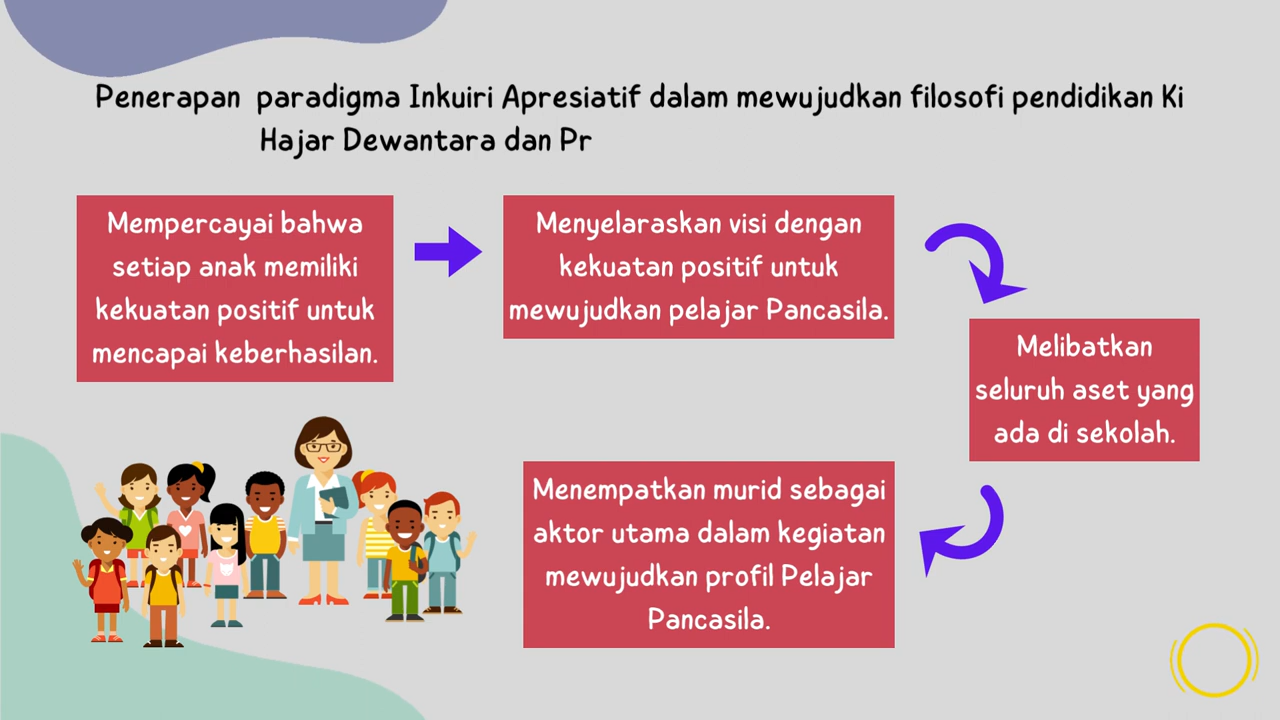 Penerapan paradigma Inkuiri Apresiatif dalam mewujudkan filosofi pendidikan Ki
Hajar Dewantara dan Pr
Mempercayai bahwa
setiap anak memiliki
kekuatan positif untuk
mencapai keberhasilan.
Menyelaraskan visi dengan
kekuatan positif untuk
mewujudkan pelajar Pancasila.
Melibatkan
seluruh aset yang
ada di sekolah.
Menempatkan murid sebagai
aktor utama dalam kegiatan
mewujudkan profil Pelajar
Pancasila.